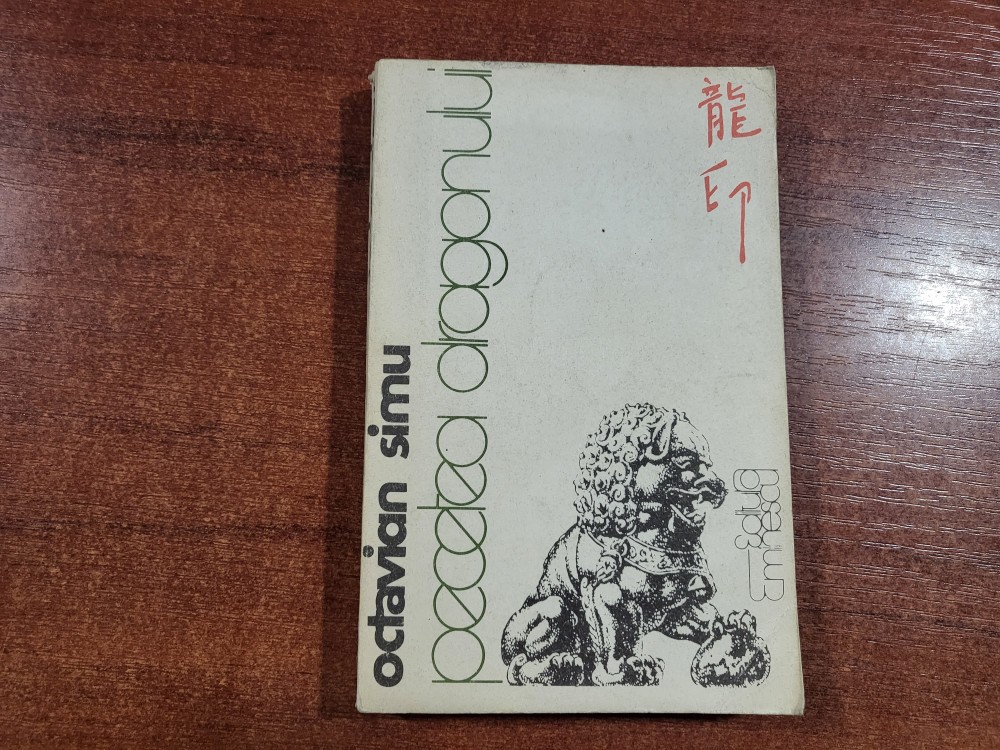 octavian simu
pecetea dragonului
龍印
Editura
Eminescu